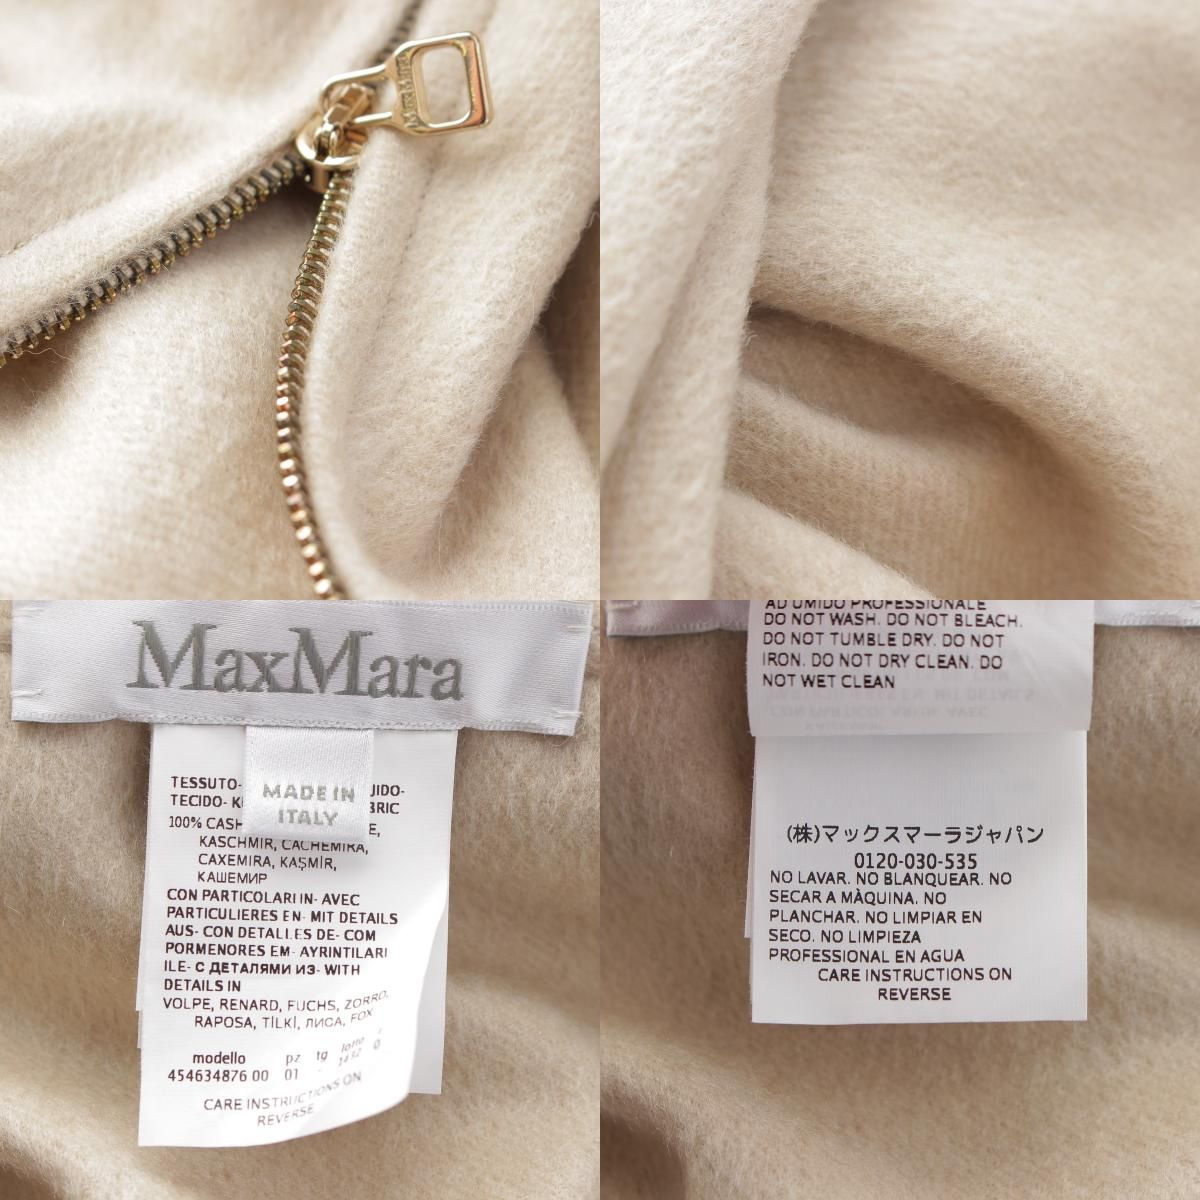 MaxMara
MaxMara
MADE IN
ITALY
TESSUTO-
TECIDO-
100%
KASCHMIR, CACHEMIRA,
CAXEMIRA, KAŞMİR,
КАШЕМИР
CON PARTICOLARI IN- AVEC
PARTICULIERES EN- MIT DETAILS
AUS- CON DETALLES DE- COM
PORMENORES EM- AYRINTILARI
ILE- С ДЕТАЛЯМИ ИЗ- WITH
DETAILS IN
VOLPE, RENARD, FUCHS, ZORRO,
RAPOSA, TİLKİ, ЛИСА, FOX
modello pz tg lotto
454634876 00 01 1432 0
CARE INSTRUCTIONS ON
REVERSE
AD UMIDO PROFESSIONALE
DO NOT WASH. DO NOT BLEACH.
DO NOT TUMBLE DRY. DO NOT
IRON. DO NOT DRY CLEAN. DO
NOT WET CLEAN
(株)マックスマーラジャパン
0120-030-535
NO LAVAR. NO BLANQUEAR. NO
SECAR A MÀQUINA. NO
PLANCHAR. NO LIMPIAR EN
SECO. NO LIMPIEZA
PROFESSIONAL EN AGUA
CARE INSTRUCTIONS ON
REVERSE